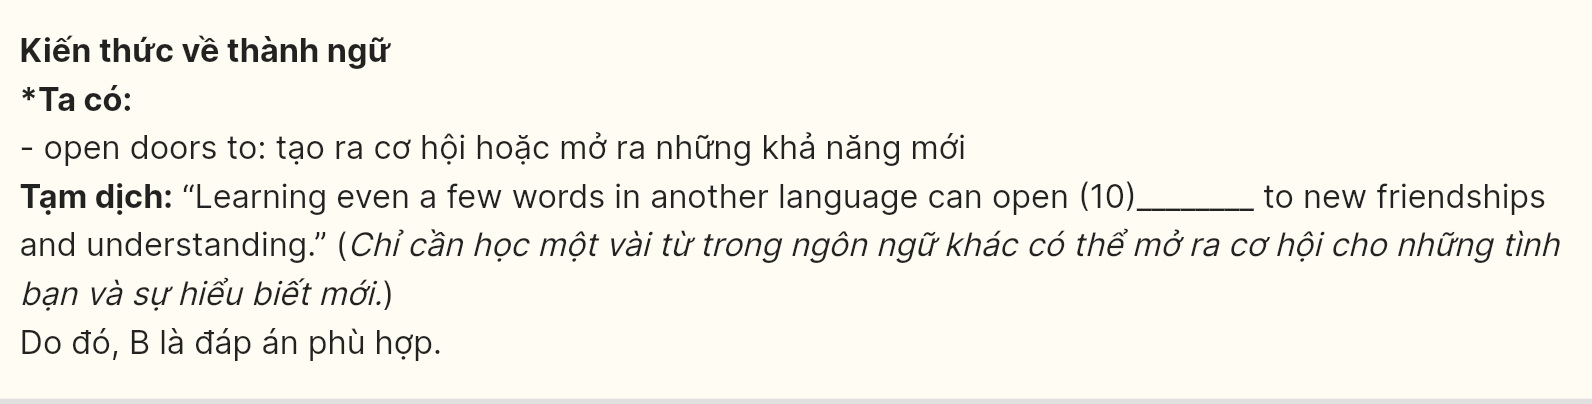 Kiến thức về thành ngữ
*Ta có:
- open doors to: tạo ra cơ hội hoặc mở ra những khả năng mới
Tạm dịch: “Learning even a few words in another language can open (10)________ to new friendships
and understanding.” (Chỉ cần học một vài từ trong ngôn ngữ khác có thể mở ra cơ hội cho những tình
bạn và sự hiểu biết mới.)
Do đó, B là đáp án phù hợp.